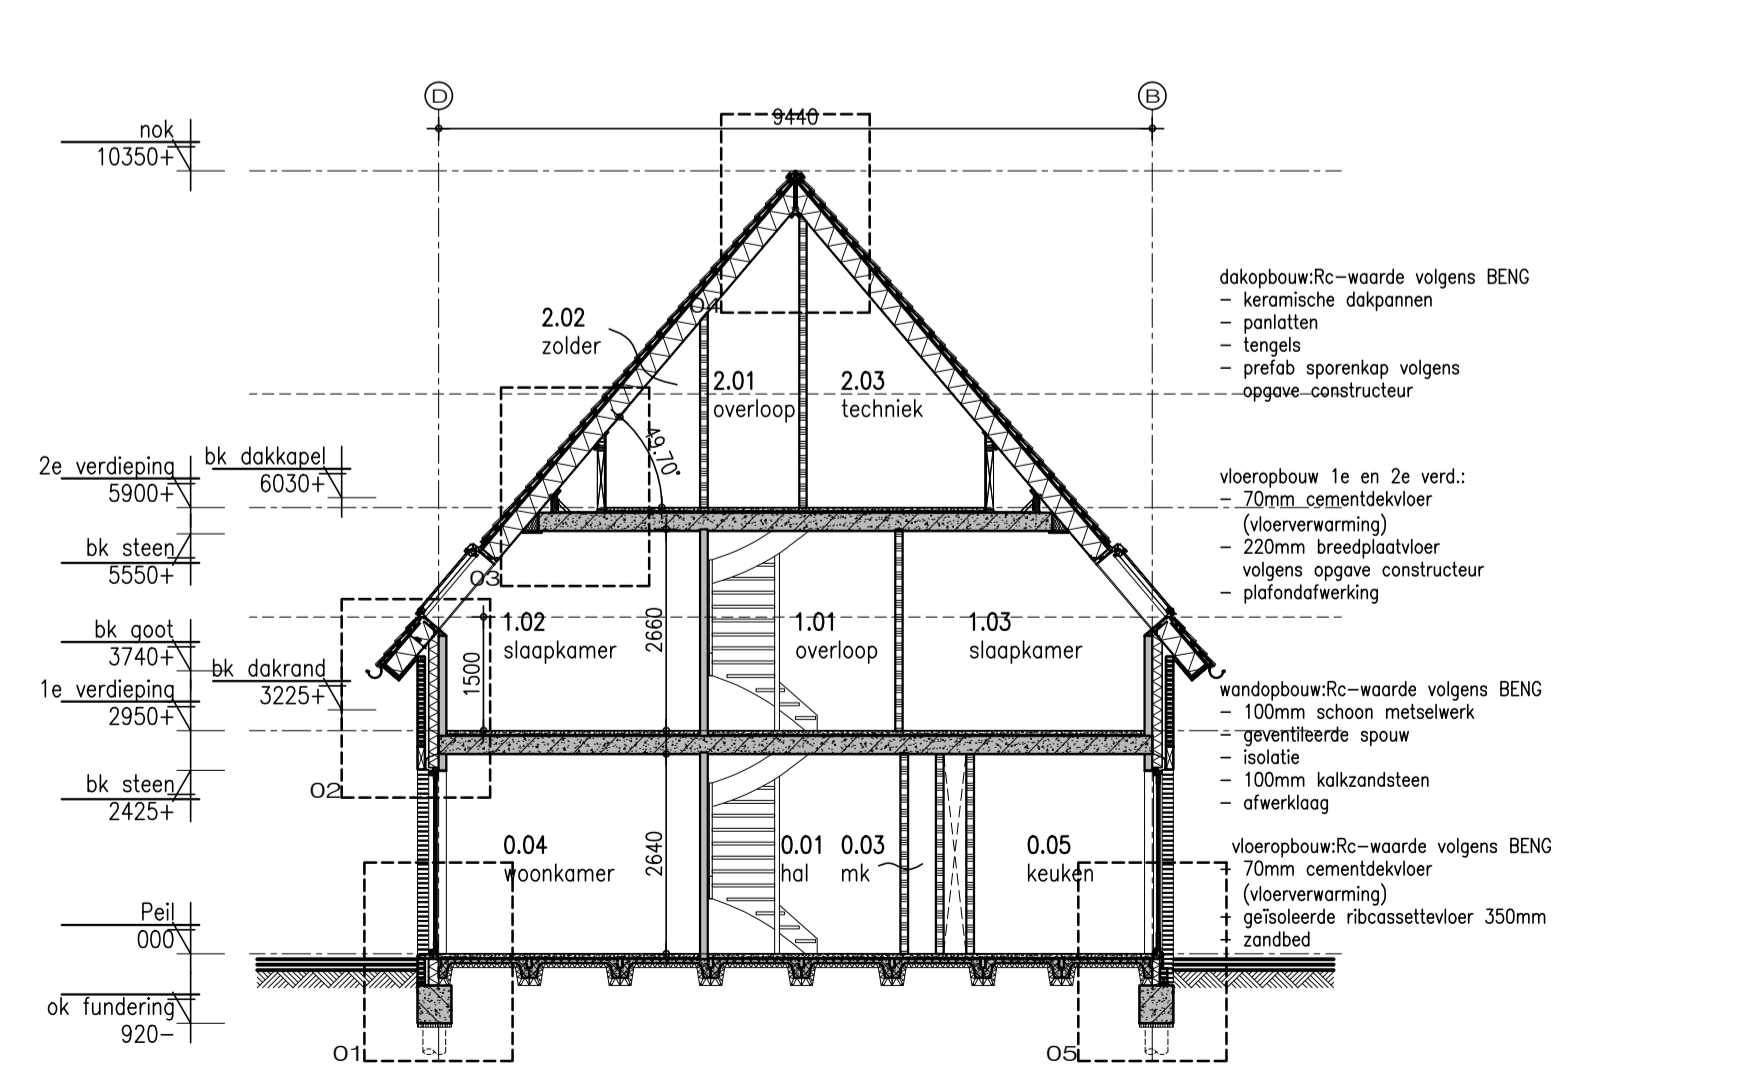 D
B
9440
nok
10350+
dakopbouw:Rc-waarde volgens BENG
- keramische dakpannen
- panlatten
- tengels
- prefab sporenkap volgens
opgave constructeur
04
2.02
zolder
2.01
overloop
2.03
techniek
49.70°
2e verdieping
5900+
bk dakkapel
6030+
vloeropbouw 1e en 2e verd.:
- 70mm cementdekvloer
(vloerverwarming)
- 220mm breedplaatvloer
volgens opgave constructeur
- plafondafwerking
bk steen
5550+
03
bk goot
3740+
bk dakrand
3225+
1e verdieping
2950+
1500
1.02
slaapkamer
2660
1.01
overloop
1.03
slaapkamer
wandopbouw:Rc-waarde volgens BENG
- 100mm schoon metselwerk
- geventileerde spouw
- isolatie
- 100mm kalkzandsteen
- afwerklaag
bk steen
2425+
02
0.04
woonkamer
2640
0.01
hal
0.03
mk
0.05
keuken
vloeropbouw:Rc-waarde volgens BENG
- 70mm cementdekvloer
(vloerverwarming)
- geïsoleerde ribcassettevloer 350mm
- zandbed
Peil
000
ok fundering
920-
01
05